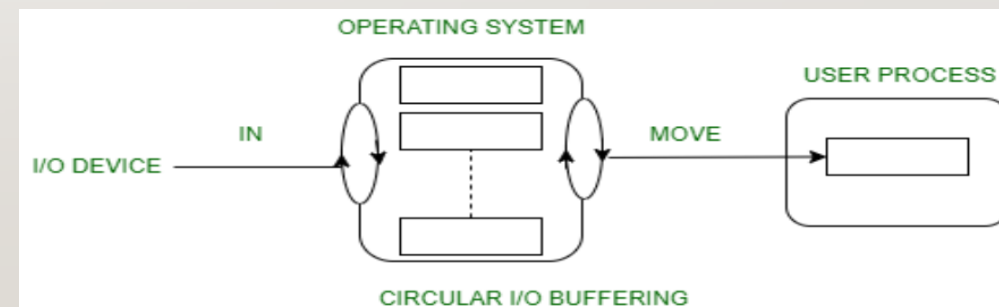 OPERATING SYSTEM
USER PROCESS
IN
MOVE
I/O DEVICE
CIRCULAR I/O BUFFERING